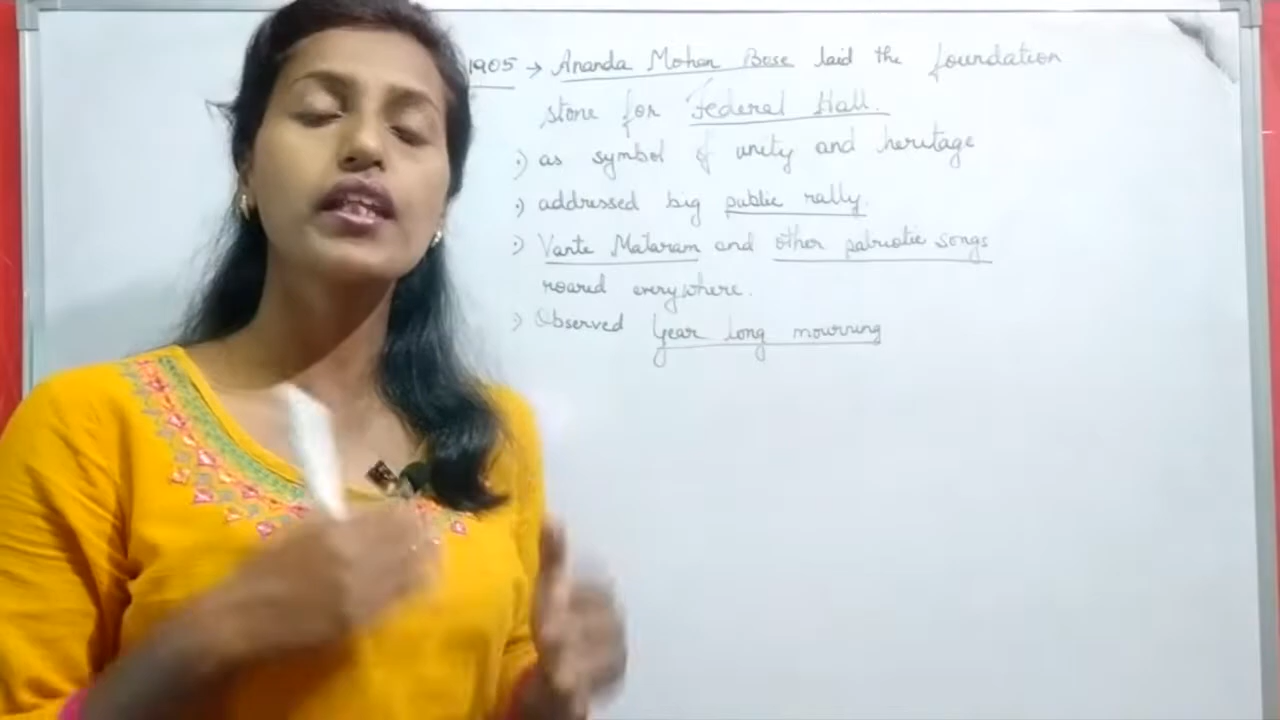 1905 → Ananda Mohan Bose laid the foundation
stone for Federal Hall.
:) as symbol of unity and heritage
:) addressed big public rally.
:) Vante Mataram and other patriotic songs
roared everywhere.
:) Observed Year long mourning